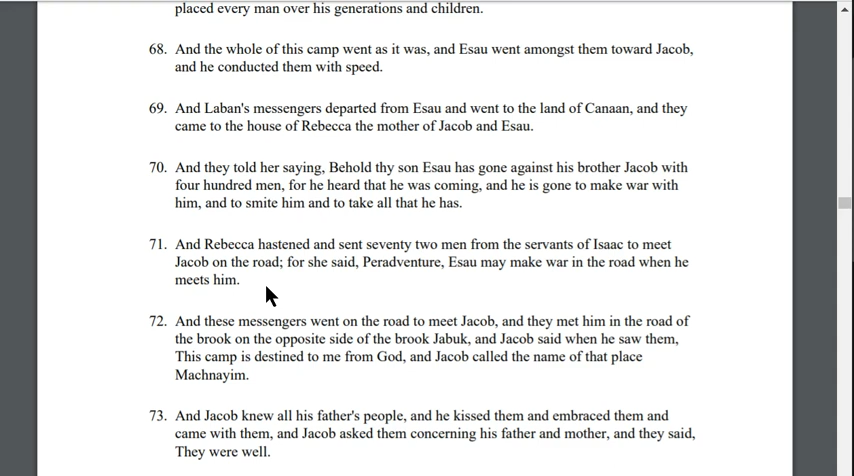 placed every man over his generations and children.
68. And the whole of this camp went as it was, and Esau went amongst them toward Jacob,
and he conducted them with speed.
69. And Laban's messengers departed from Esau and went to the land of Canaan, and they
came to the house of Rebecca the mother of Jacob and Esau.
70. And they told her saying, Behold thy son Esau has gone against his brother Jacob with
four hundred men, for he heard that he was coming, and he is gone to make war with
him, and to smite him and to take all that he has.
71. And Rebecca hastened and sent seventy two men from the servants of Isaac to meet
Jacob on the road; for she said, Peradventure, Esau may make war in the road when he
meets him.
72. And these messengers went on the road to meet Jacob, and they met him in the road of
the brook on the opposite side of the brook Jabuk, and Jacob said when he saw them,
This camp is destined to me from God, and Jacob called the name of that place
Machnayim.
73. And Jacob knew all his father's people, and he kissed them and embraced them and
came with them, and Jacob asked them concerning his father and mother, and they said,
They were well.